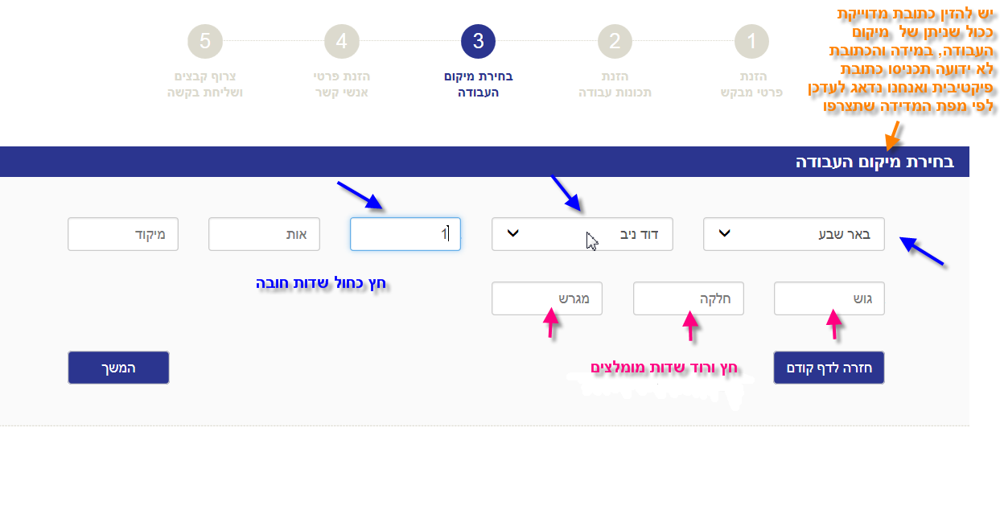 יש להזין כתובת מדוייקת
ככול שניתן של מיקום
העבודה, במידה והכתובת
לא ידועה תכניסו כתובת
פיקטיבית ואנחנו נדאג לעדכן
לפי מפת המדידה שתצרפו
1
הזנת
פרטי מבקש
2
הזנת
תכונות עבודה
3
בחירת מיקום
העבודה
4
הזנת פרטי
אנשי קשר
5
צרוף קבצים
ושליחת בקשה
בחירת מיקום העבודה
באר שבע
דוד ניב
1
אות
מיקוד
חץ כחול שדות חובה
גוש
חלקה
מגרש
חץ ורוד שדות מומלצים
חזרה לדף קודם
המשך